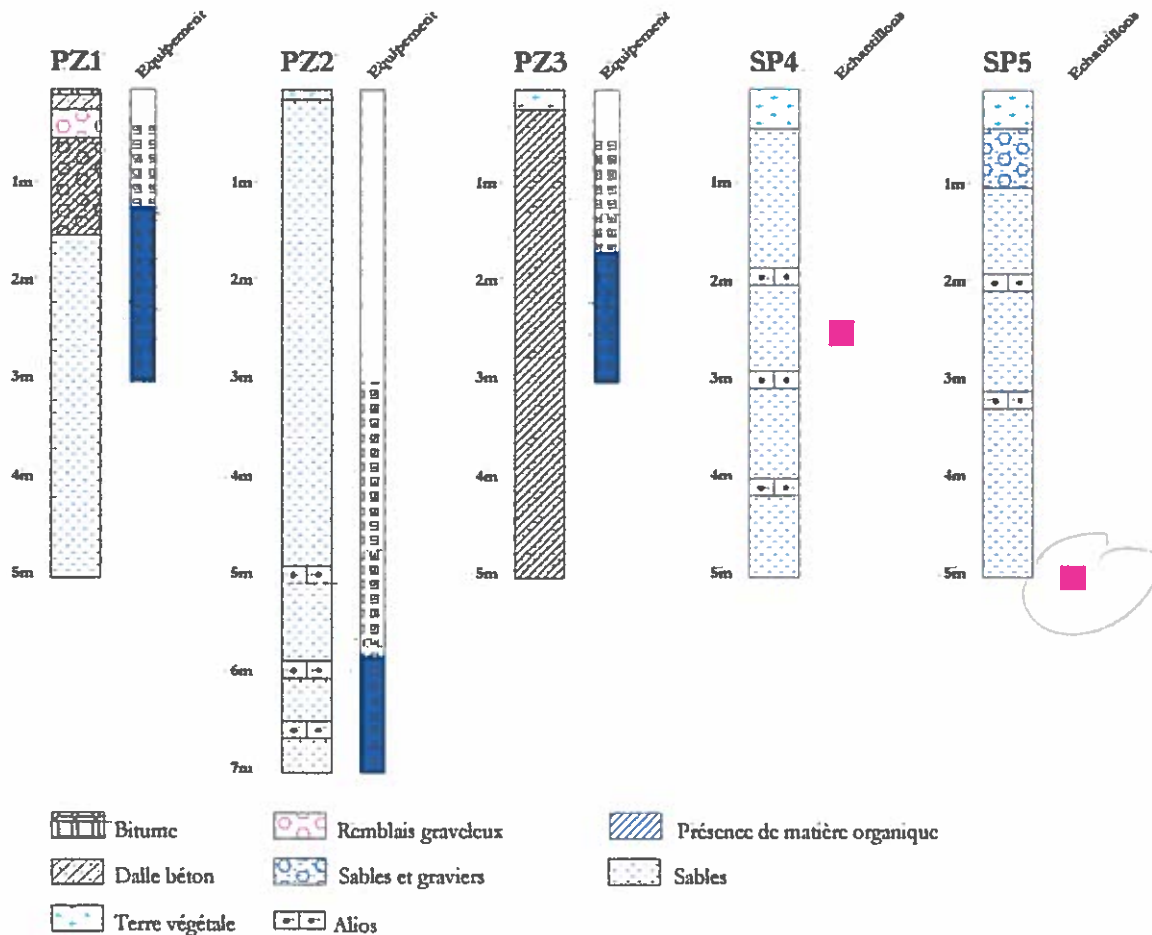 PZ1 Equipement PZ2 Equipement PZ3 Equipement SP4 Echantillons SP5 Echantillons
1m 1m 1m 1m 1m
2m 2m 2m 2m 2m
3m 3m 3m 3m 3m
4m 4m 4m 4m 4m
5m 5m 5m 5m 5m
6m
7m
Bitume Remblais graveleux Présence de matière organique
Dalle béton Sables et graviers Sables
Terre végétale Alios